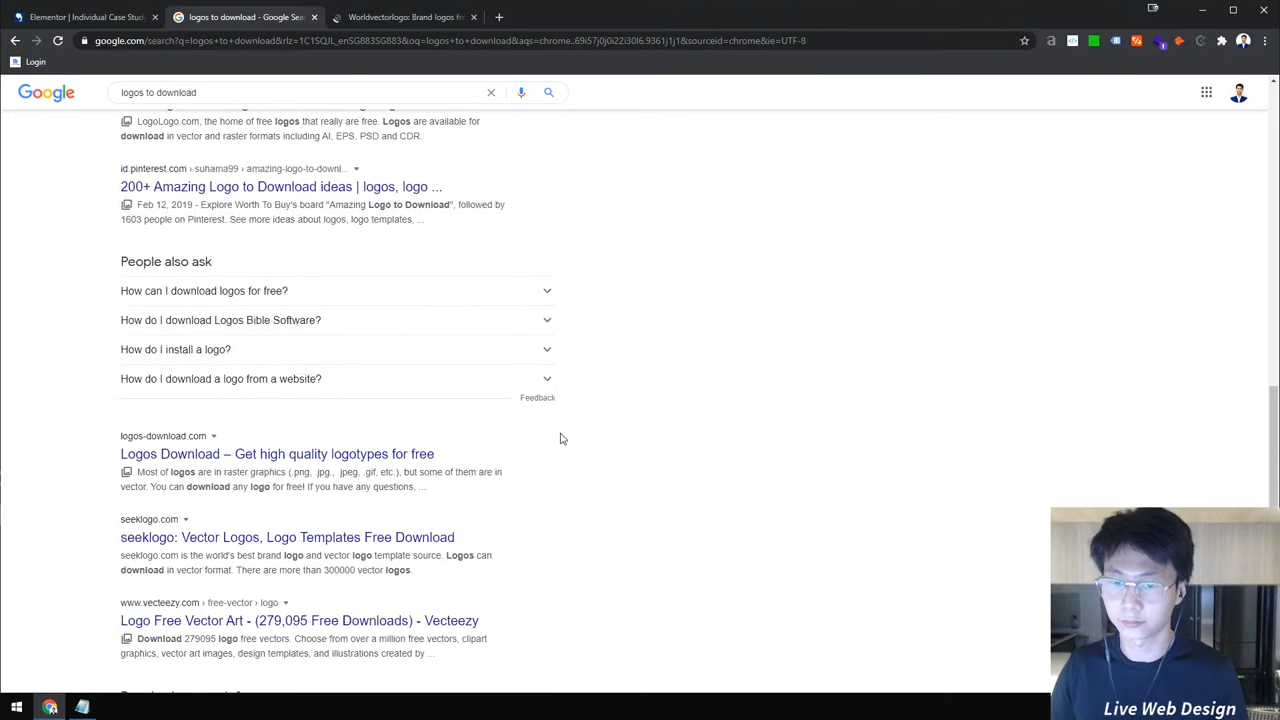 Elementor | Individual Case Stud
logos to download - Google Sea
Worldvectorlogo: Brand logos fr
google.com/search?q=logos+to+download&rlz=1C1SQJL_enSG883SG883&oq=logos+to+download&aqs=chrome..69i57j0j0i22i30l6.9361j1j1&sourceid=chrome&ie=UTF-8
Login
Google
logos to download
LogoLogo.com, the home of free logos that really are free. Logos are available for
download in vector and raster formats including AI, EPS, PSD and CDR.
id.pinterest.com › suhama99 › amazing-logo-to-downl...
200+ Amazing Logo to Download ideas | logos, logo ...
Feb 12, 2019 - Explore Worth To Buy's board "Amazing Logo to Download", followed by
1603 people on Pinterest. See more ideas about logos, logo templates, ...
People also ask
How can I download logos for free?
How do I download Logos Bible Software?
How do I install a logo?
How do I download a logo from a website?
Feedback
logos-download.com
Logos Download – Get high quality logotypes for free
Most of logos are in raster graphics (.png, .jpg., .jpeg, .gif, etc.), but some of them are in
vector. You can download any logo for free! If you have any questions, ...
seeklogo.com
seeklogo: Vector Logos, Logo Templates Free Download
seeklogo.com is the world's best brand logo and vector logo template source. Logos can
download in vector format. There are more than 300000 vector logos.
www.vecteezy.com › free-vector › logo
Logo Free Vector Art - (279,095 Free Downloads) - Vecteezy
Download 279095 logo free vectors. Choose from over a million free vectors, clipart
graphics, vector art images, design templates, and illustrations created by ...
Live Web Design